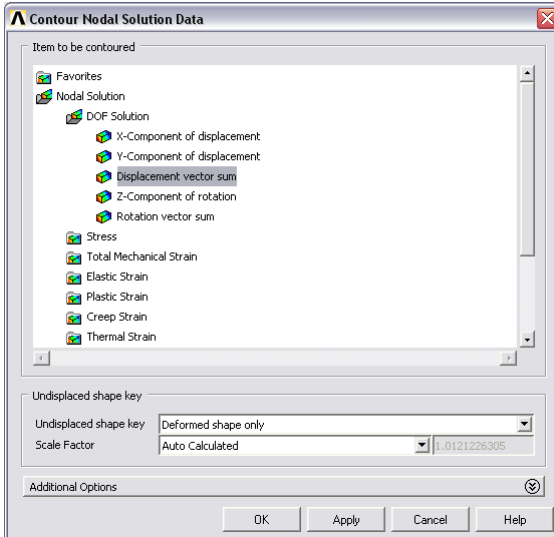 Contour Nodal Solution Data
Item to be contoured
Favorites
Nodal Solution
DOF Solution
X-Component of displacement
Y-Component of displacement
Displacement vector sum
Z-Component of rotation
Rotation vector sum
Stress
Total Mechanical Strain
Elastic Strain
Plastic Strain
Creep Strain
Thermal Strain
Undisplaced shape key
Undisplaced shape key Deformed shape only
Scale Factor Auto Calculated 1.0121226305
Additional Options
OK Apply Cancel Help